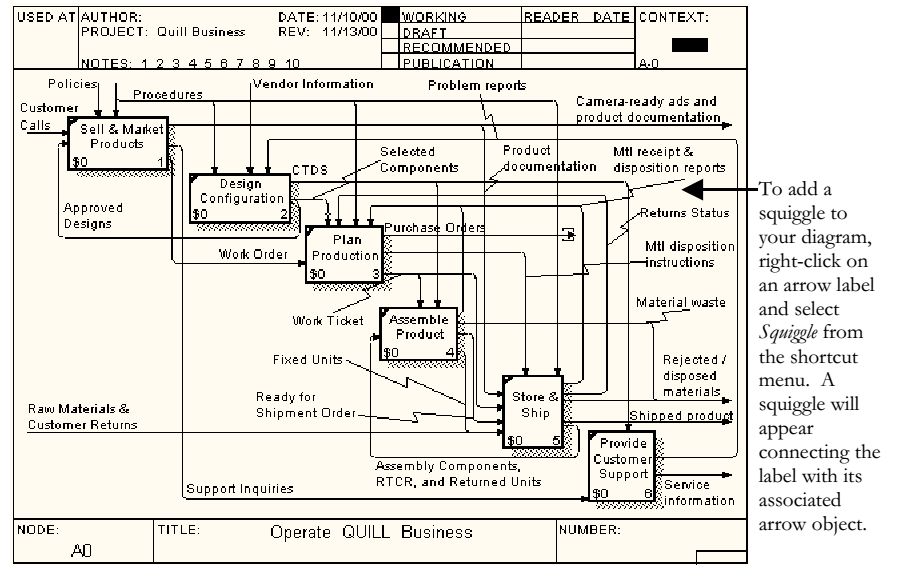 USED AT
AUTHOR:
DATE: 11/10/00
WORKING
READER DATE
CONTEXT:
PROJECT: Quill Business
REV: 11/13/00
DRAFT
RECOMMENDED
NOTES: 1 2 3 4 5 6 7 8 9 10
PUBLICATION
A-0
Policies
Procedures
Vendor Information
Problem reports
Camera-ready ads and
product documentation
Customer
Calls
Sell & Market
Products
$0 1
Selected
Components
Product
documentation
Mtl receipt &
disposition reports
CTDS
Design
Configuration
$0 2
Approved
Designs
Returns Status
Purchase Orders
Plan
Production
$0 3
Work Order
Mtl disposition
instructions
Work Ticket
Assemble
Product
$0 4
Material waste
Fixed Units
Rejected /
disposed
materials
Ready for
Shipment Order
Store &
Ship
$0 5
Raw Materials &
Customer Returns
Shipped product
Provide
Customer
Support
$0 6
Assembly Components,
RTCR, and Returned Units
Support Inquiries
Service
information
NODE:
A0
TITLE:
Operate QUILL Business
NUMBER:
To add a
squiggle to
your diagram,
right-click on
an arrow label
and select
Squiggle from
the shortcut
menu. A
squiggle will
appear
connecting the
label with its
associated
arrow object.